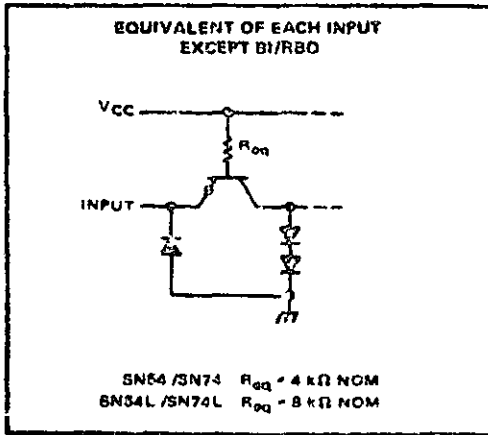 EQUIVALENT OF EACH INPUT
EXCEPT BI/RBO
VCC
Req
INPUT
SN54/SN74 Req = 4 kΩ NOM
SN54L/SN74L Req = 8 kΩ NOM